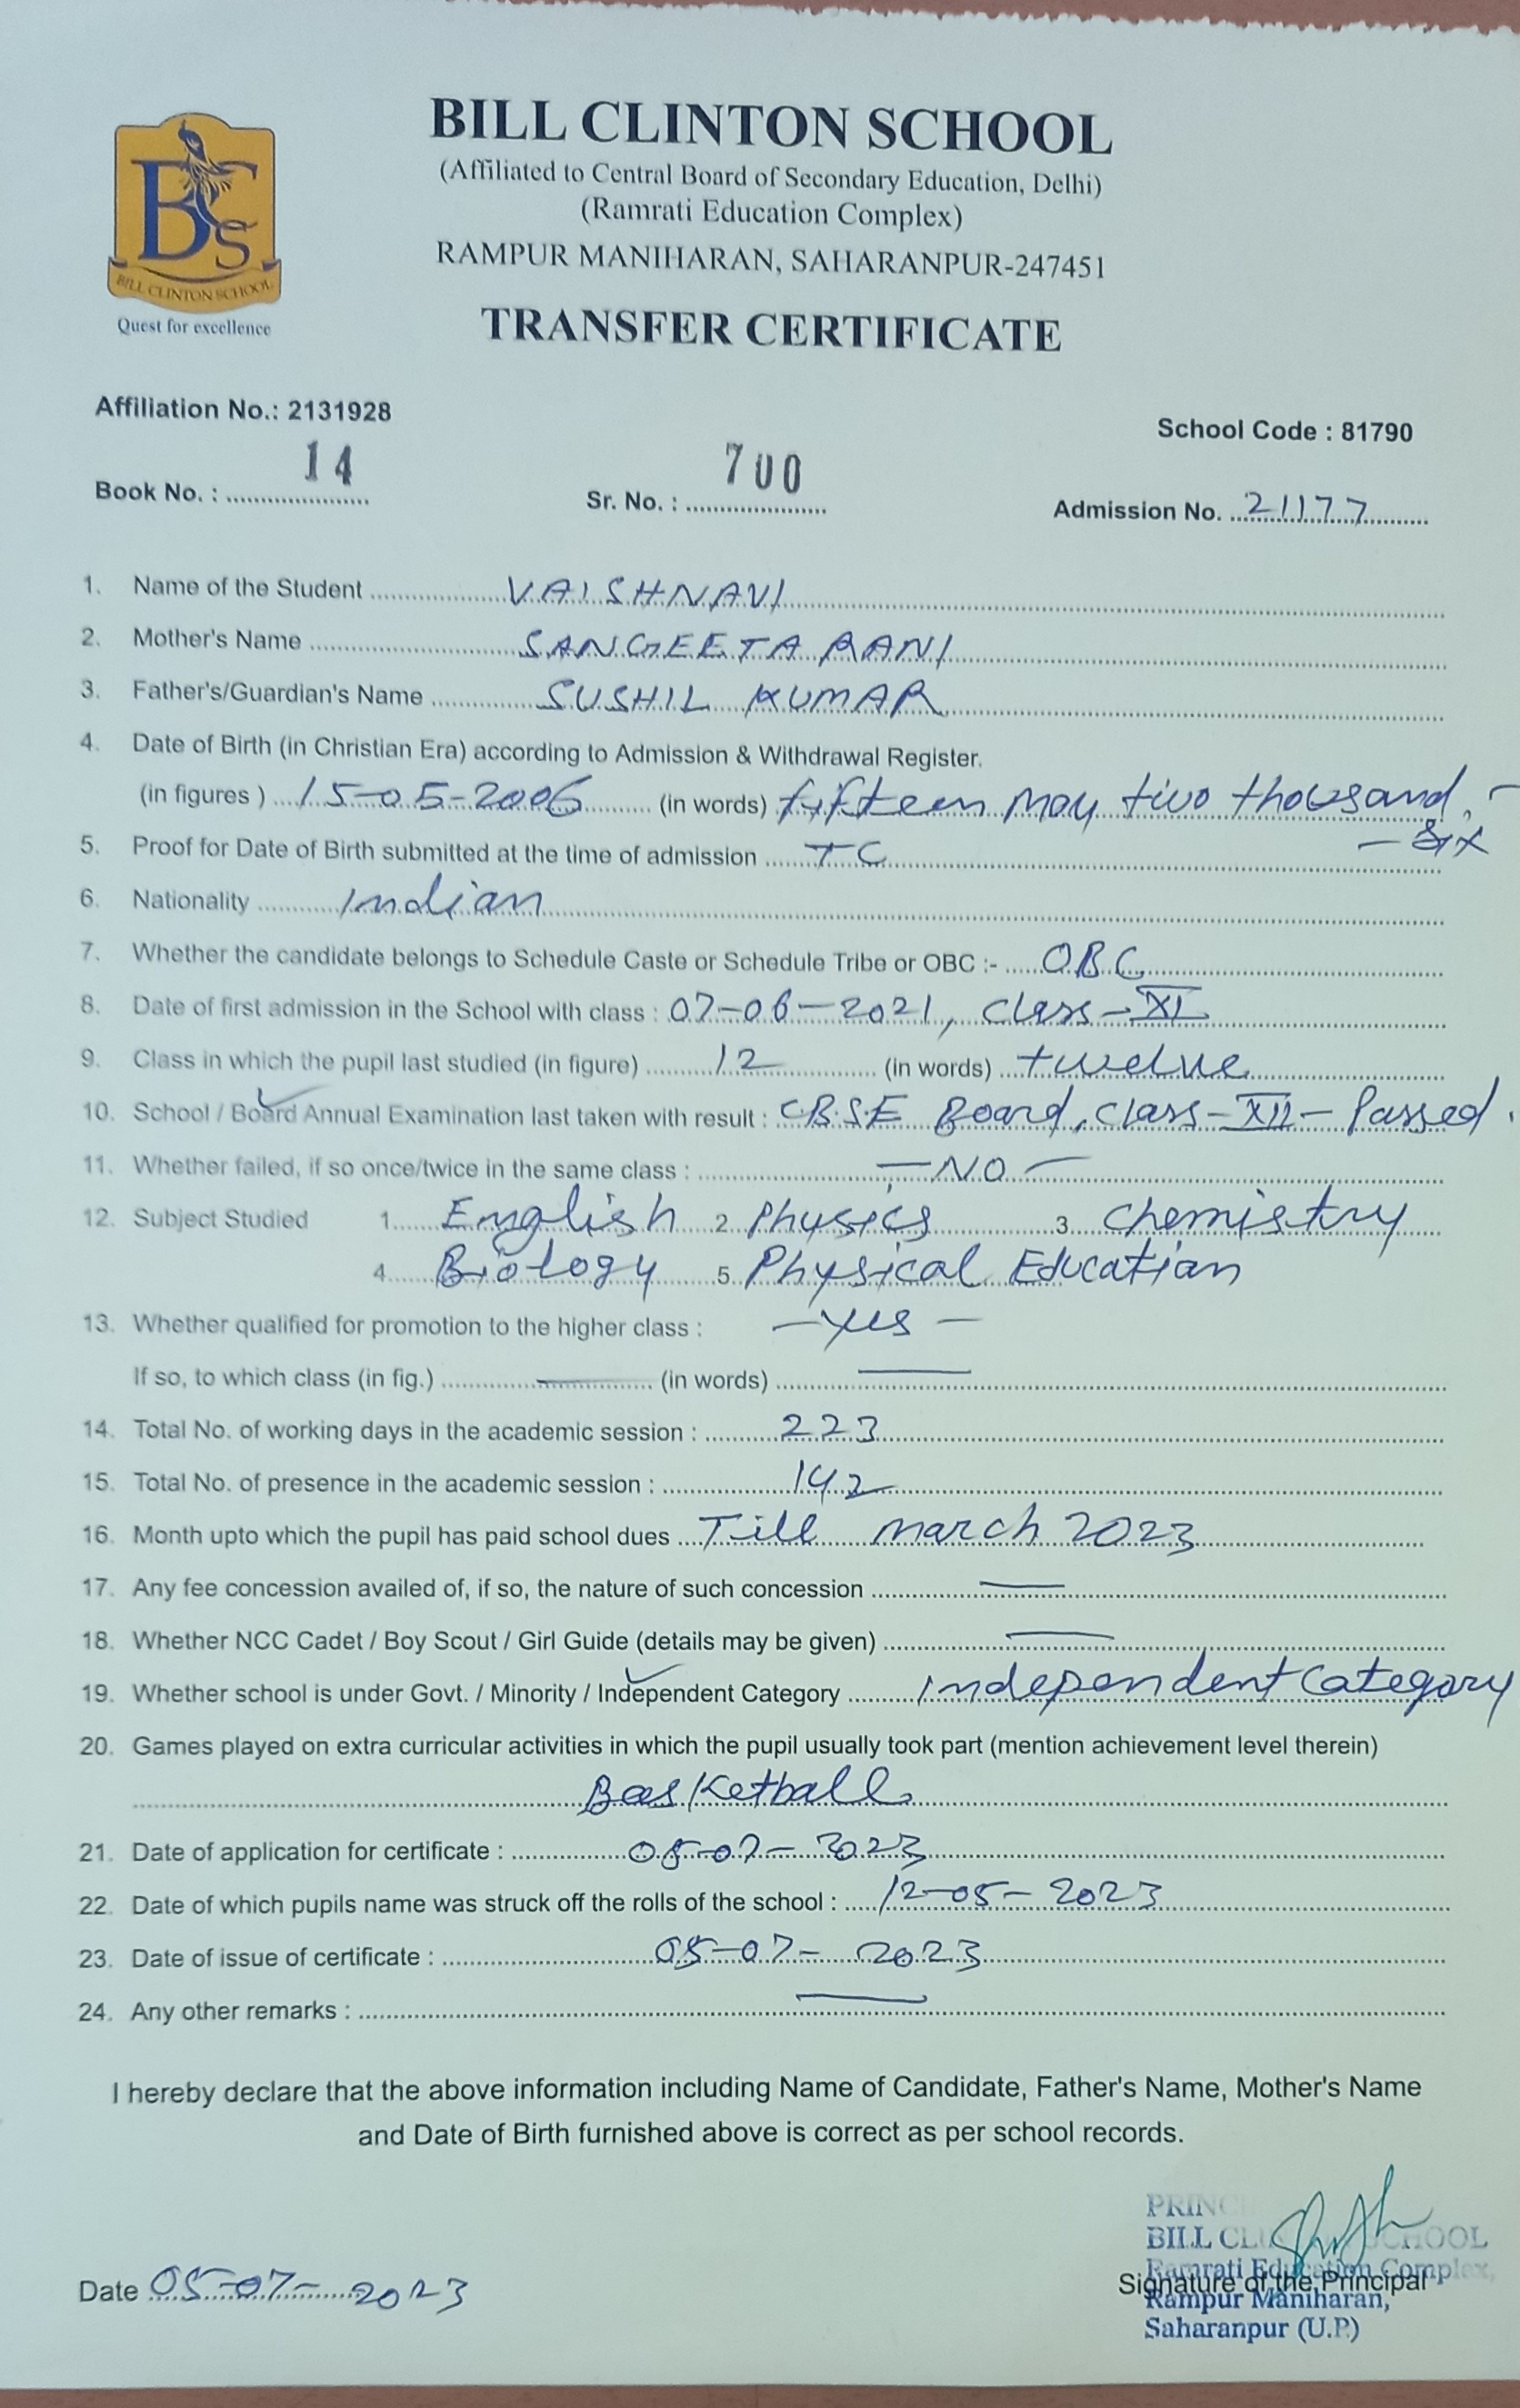 BILL CLINTON SCHOOL
(Affiliated to Central Board of Secondary Education, Delhi)
(Ramrati Education Complex)
RAMPUR MANIHARAN, SAHARANPUR-247451
BCS
BILL CLINTON SCHOOL
Quest for excellence
TRANSFER CERTIFICATE
Affiliation No.: 2131928
School Code : 81790
Book No. : 14 Sr. No. : 700 Admission No. 21177
1. Name of the Student VAISHNAVI
2. Mother's Name SANGEETA RANI
3. Father's/Guardian's Name SUSHIL KUMAR
4. Date of Birth (in Christian Era) according to Admission & Withdrawal Register.
(in figures ) 15-05-2006 (in words) fifteen may two thousand -
- six
5. Proof for Date of Birth submitted at the time of admission TC
6. Nationality Indian
7. Whether the candidate belongs to Schedule Caste or Schedule Tribe or OBC :- OBC
8. Date of first admission in the School with class : 07-06-2021, class-XI
9. Class in which the pupil last studied (in figure) 12 (in words) twelve
10. School / Board Annual Examination last taken with result : CBSE Board, class-XII- Passed.
11. Whether failed, if so once/twice in the same class : - NO -
12. Subject Studied 1. English 2. Physics 3. Chemistry
4. Biology 5. Physical Education
13. Whether qualified for promotion to the higher class : - yes -
If so, to which class (in fig.) — (in words) —
14. Total No. of working days in the academic session : 223
15. Total No. of presence in the academic session : 142
16. Month upto which the pupil has paid school dues Till march 2023
17. Any fee concession availed of, if so, the nature of such concession —
18. Whether NCC Cadet / Boy Scout / Girl Guide (details may be given) —
19. Whether school is under Govt. / Minority / Independent Category Independent Category
20. Games played on extra curricular activities in which the pupil usually took part (mention achievement level therein)
Basketball
21. Date of application for certificate : 05-07-2023
22. Date of which pupils name was struck off the rolls of the school : 12-05-2023
23. Date of issue of certificate : 05-07-2023
24. Any other remarks : —
I hereby declare that the above information including Name of Candidate, Father's Name, Mother's Name
and Date of Birth furnished above is correct as per school records.
BILL CLINTON SCHOOL
Ramrati Education Complex,
Date 05-07-2023 Signature of the Principal
Rampur Maniharan,
Saharanpur (U.P.)